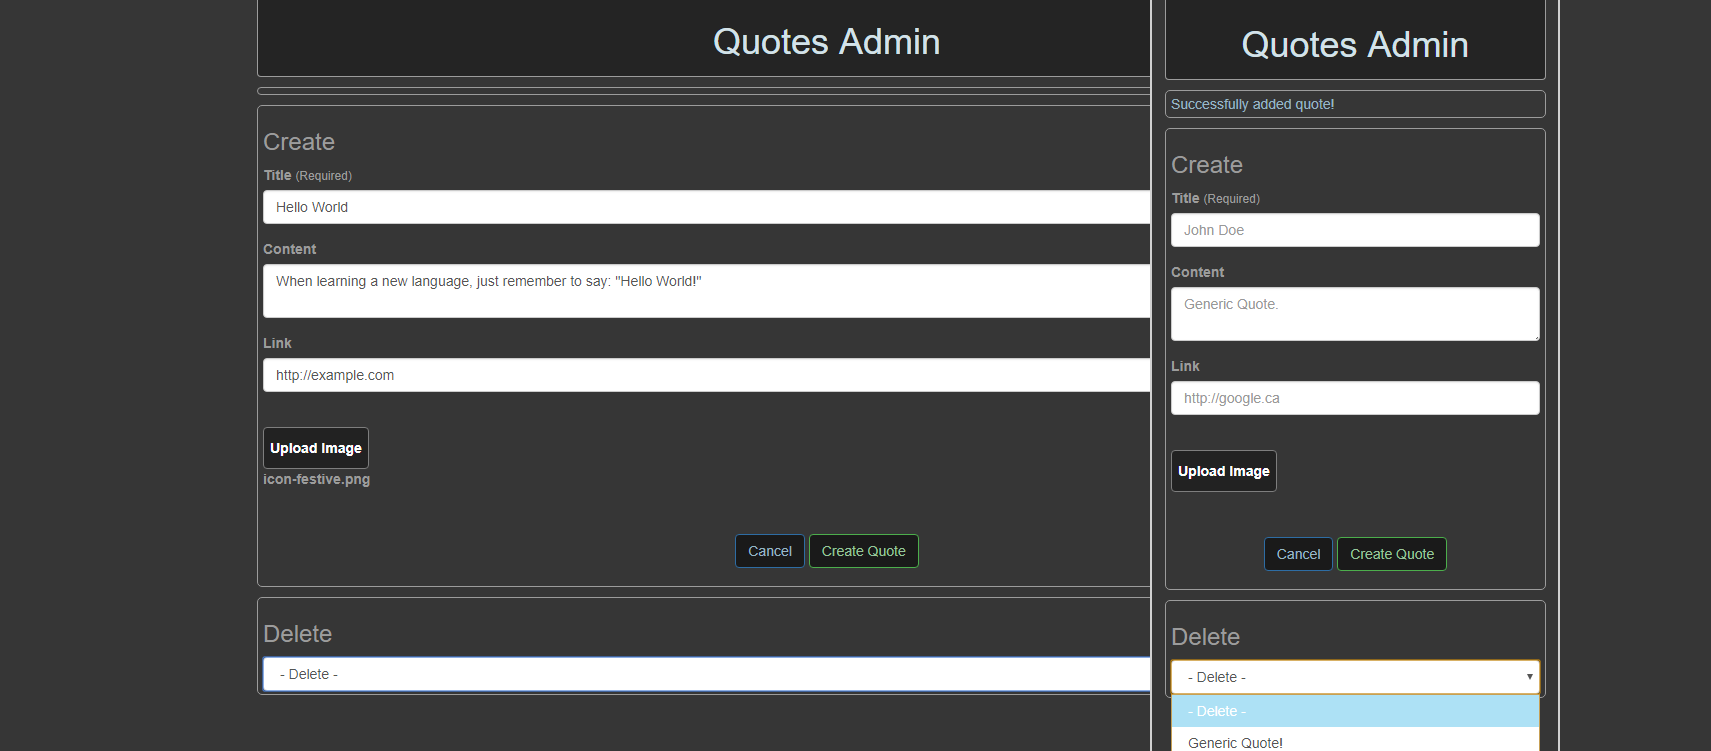 Quotes Admin
Create
Title (Required)
Hello World
Content
When learning a new language, just remember to say: "Hello World!"
Link
http://example.com
Upload Image
icon-festive.png
Cancel
Create Quote
Delete
- Delete -
Quotes Admin
Successfully added quote!
Create
Title (Required)
John Doe
Content
Generic Quote.
Link
http://google.ca
Upload Image
Cancel
Create Quote
Delete
- Delete -
- Delete -
Generic Quote!